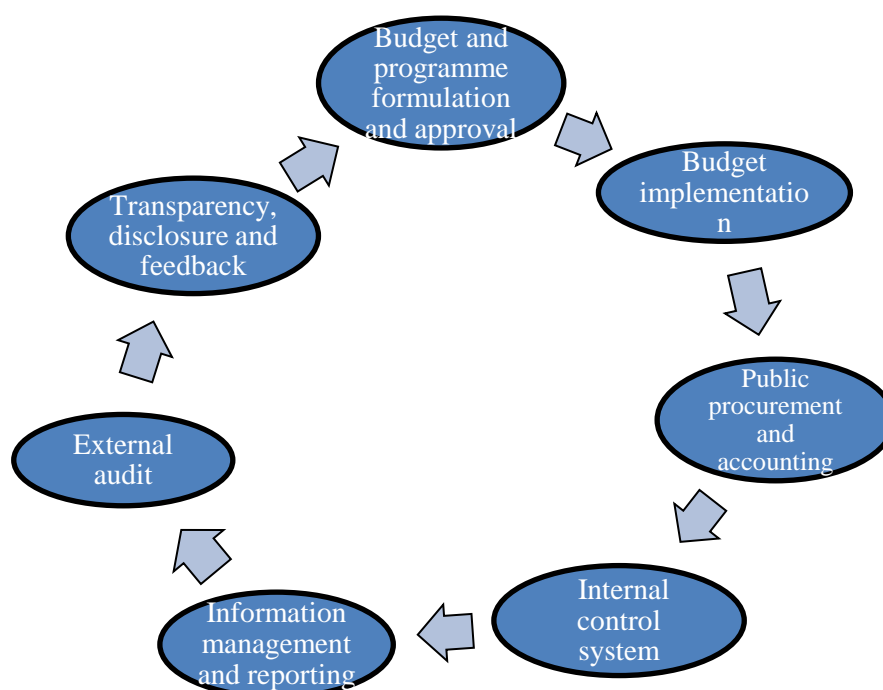 Budget and
programme
formulation
and approval
Budget
implementatio
n
Public
procurement
and
accounting
Internal
control
system
Information
management
and reporting
External
audit
Transparency,
disclosure and
feedback